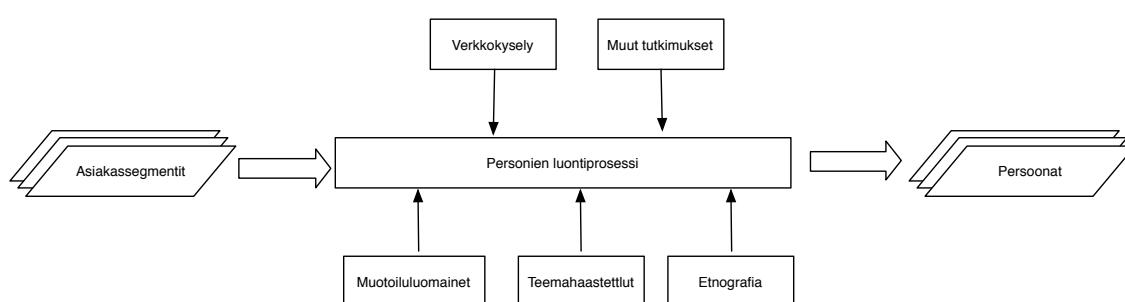 Verkkokysely
Muut tutkimukset
Asiakassegmentit
Personien luontiprosessi
Persoonat
Muotoiluluomainet
Teemahaastettlut
Etnografia